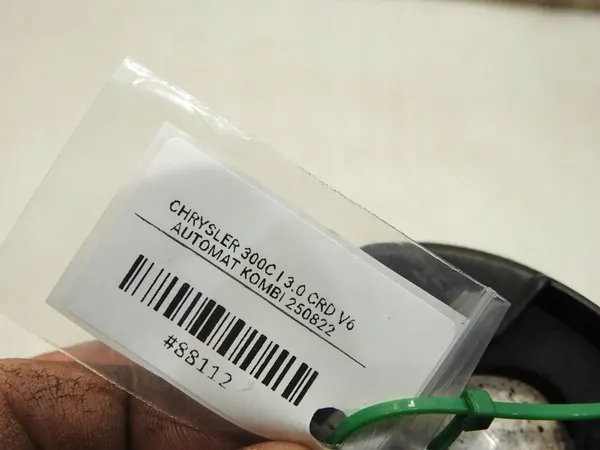 CHRYSLER 300C I 3.0 CRD V6
AUTOMAT KOMBI 250822
#88112